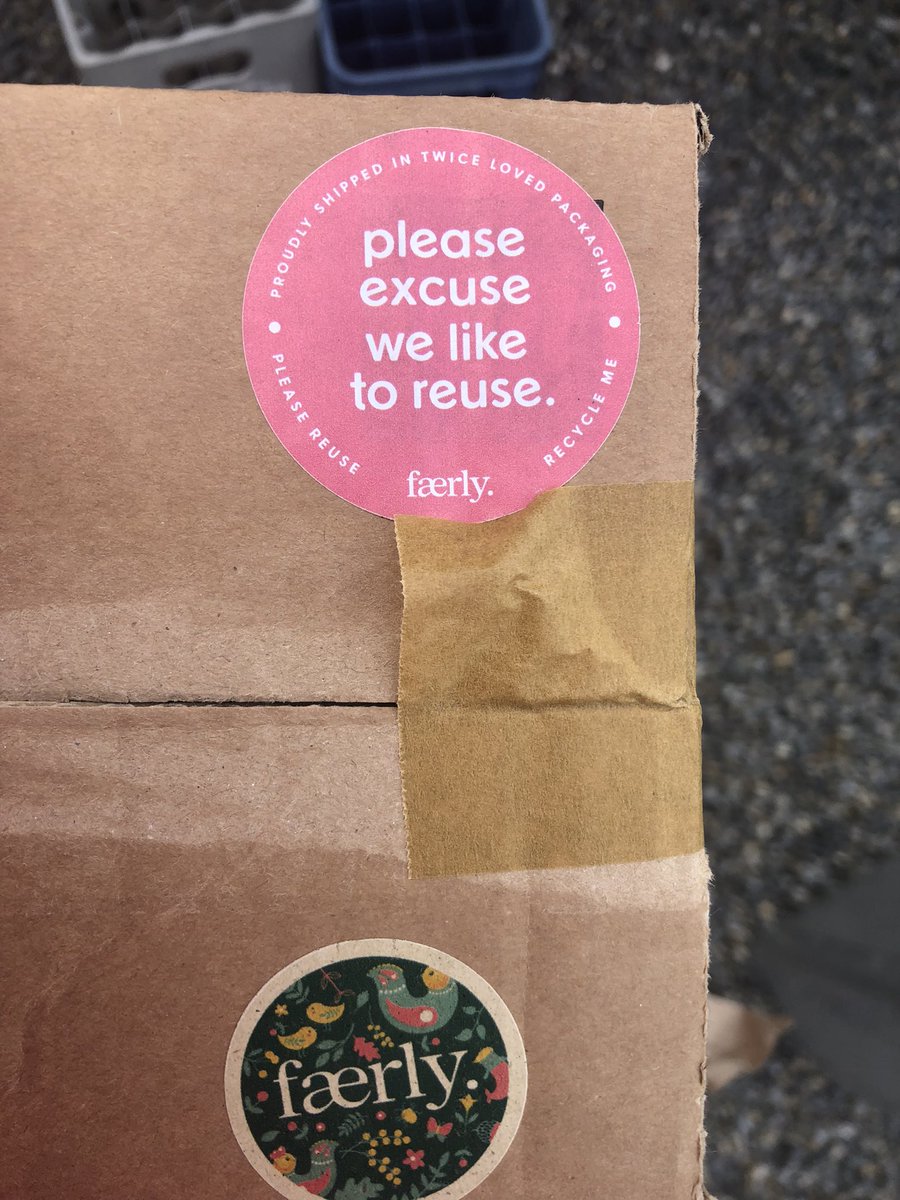 PROUDLY SHIPPED IN TWICE LOVED PACKAGING
please
excuse
we like
to reuse.
PLEASE REUSE
RECYCLE ME
færly.
færly.